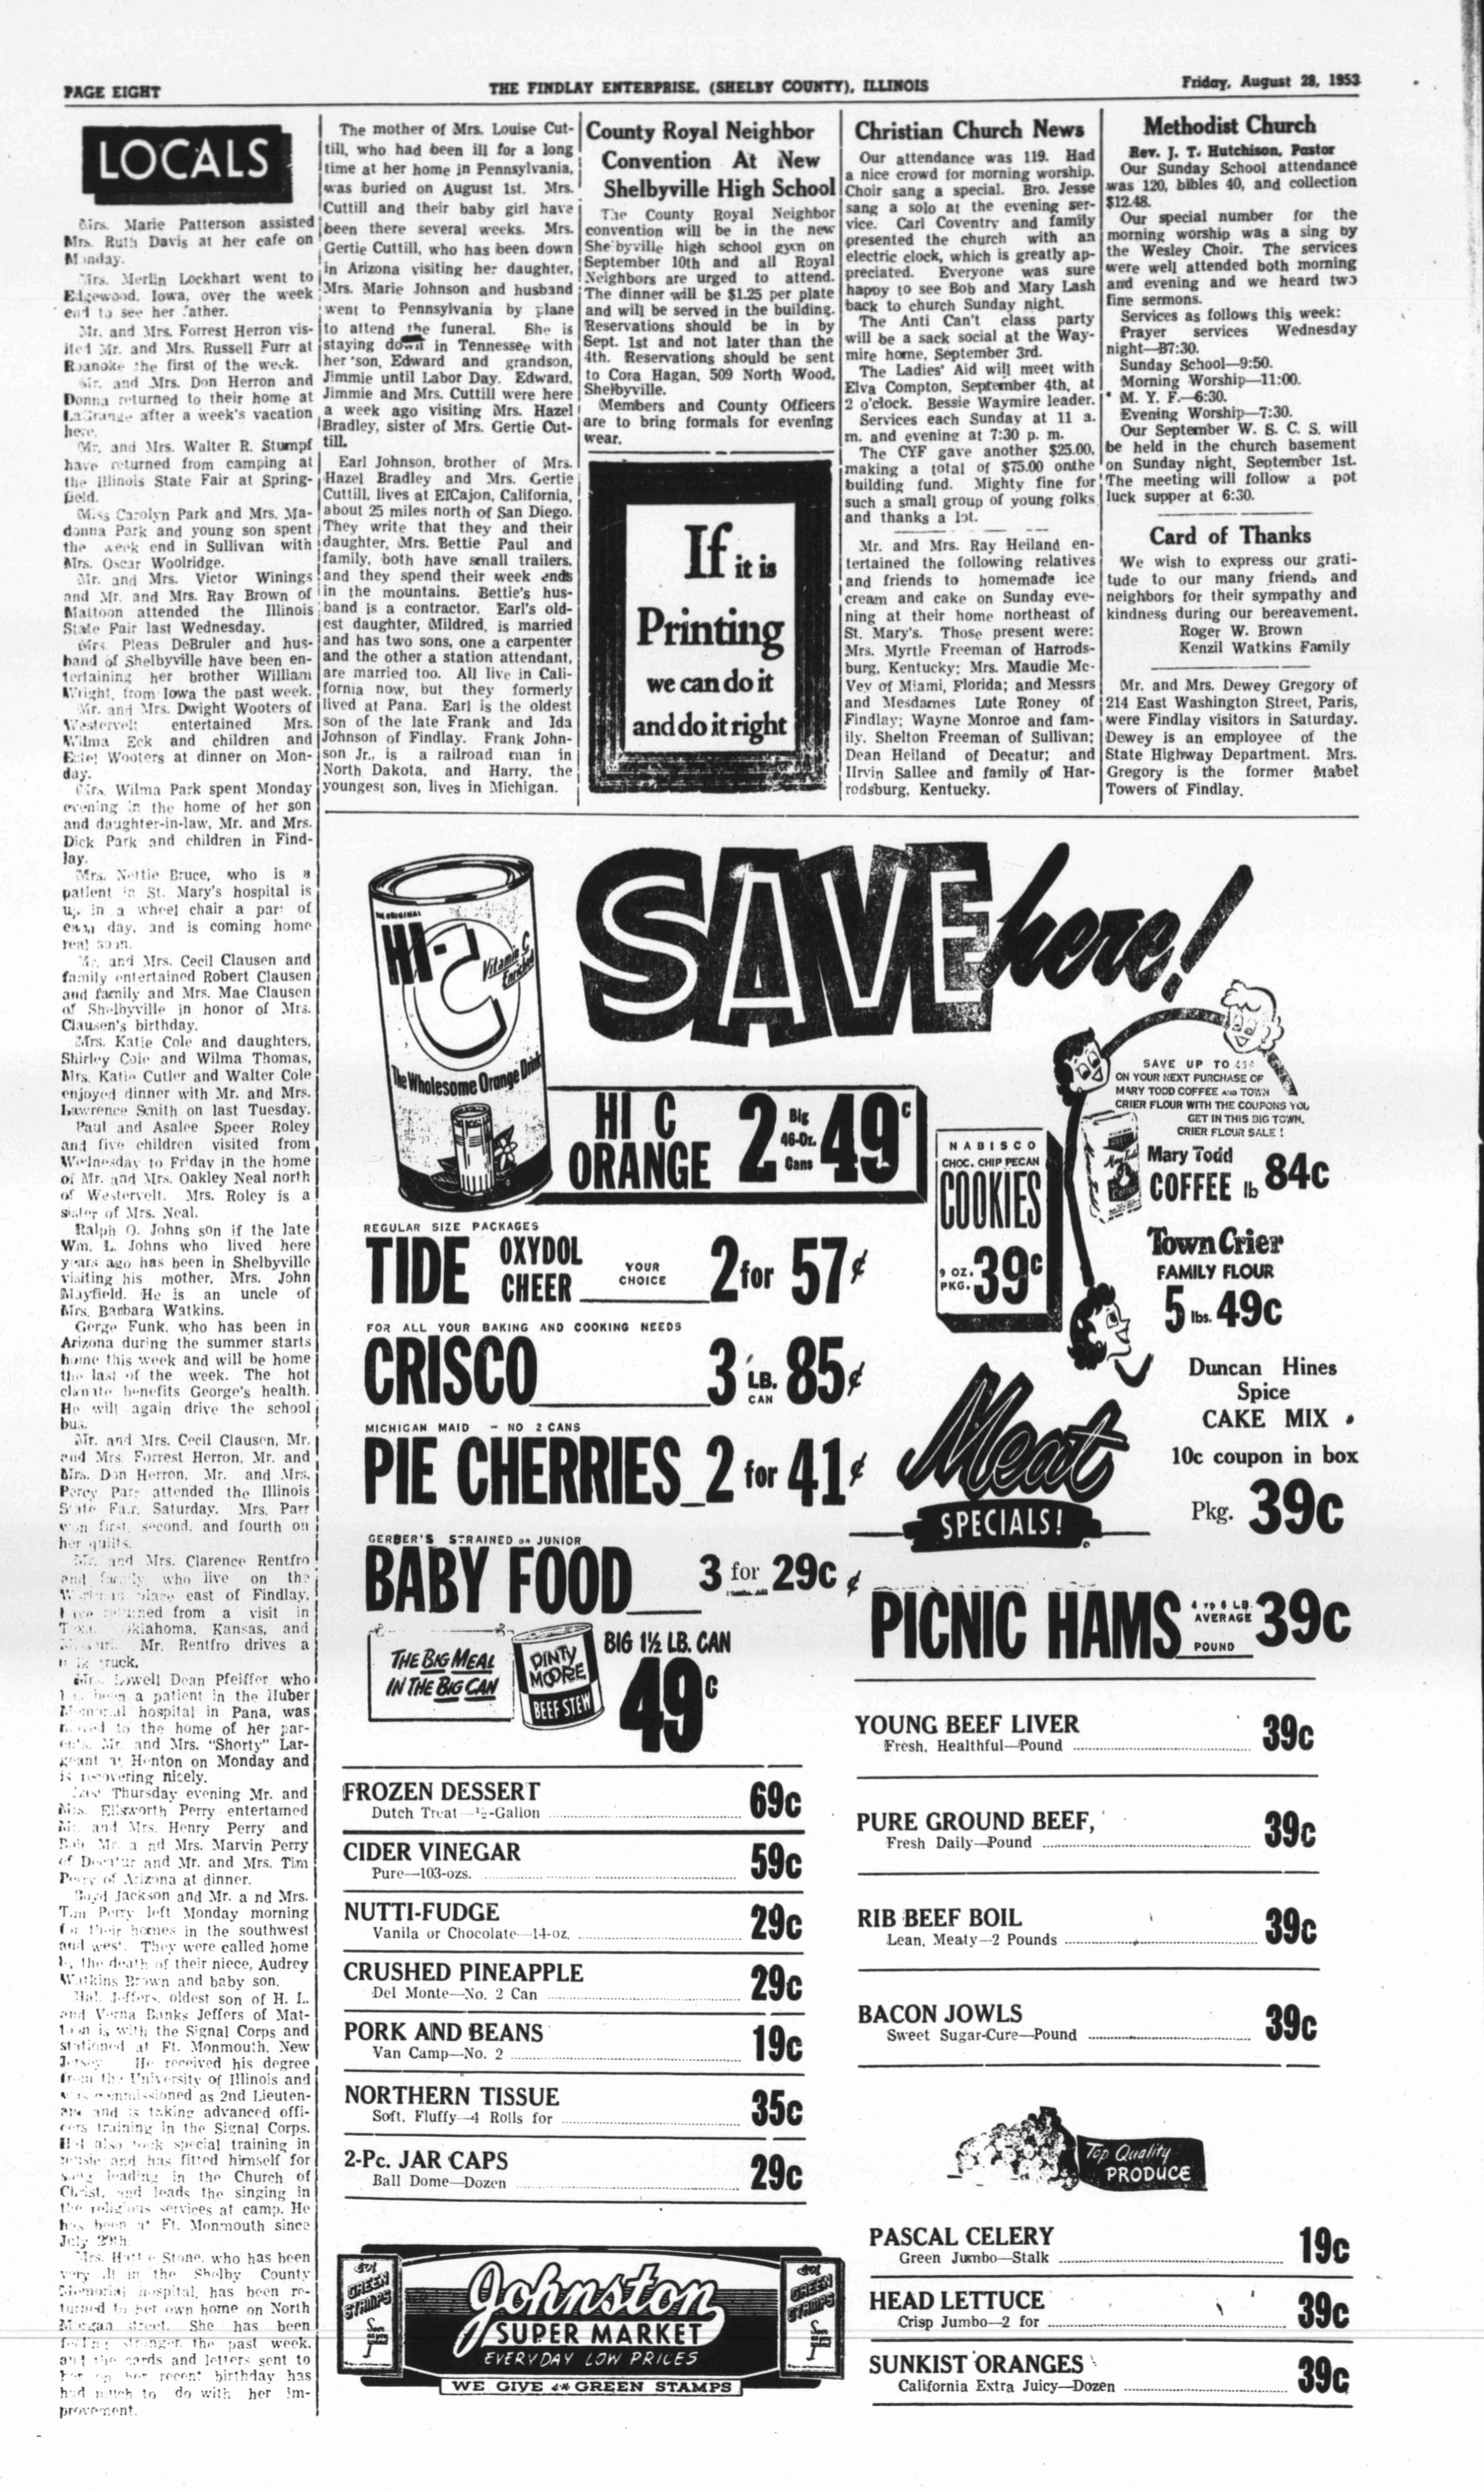 PAGE EIGHT
THE FINDLAY ENTERPRISE, (SHELBY COUNTY), ILLINOIS
Friday, August 28, 1953
LOCALS
Mrs. Marie Patterson assisted
Mrs. Ruth Davis at her cafe on
Monday.
Mrs. Merlin Lockhart went to
Edgewood, Iowa, over the week
end to see her father.
Mr. and Mrs. Forrest Herron vis-
ited Mr. and Mrs. Russell Furr at
Roanoke the first of the week.
Mr. and Mrs. Don Herron and
Donna returned to their home at
LaGrange after a week's vacation
here.
Mr. and Mrs. Walter R. Stumpf
have returned from camping at
the Illinois State Fair at Spring-
field.
Miss Carolyn Park and Mrs. Ma-
donna Park and young son spent
the week end in Sullivan with
Mrs. Oscar Woolridge.
Mr. and Mrs. Victor Winings
and Mr. and Mrs. Ray Brown of
Mattoon attended the Illinois
State Fair last Wednesday.
Mrs. Pleas DeBruler and hus-
band of Shelbyville have been en-
tertaining her brother William
Wright, from Iowa the past week.
Mr. and Mrs. Dwight Wooters of
Westervelt entertained Mrs.
Wilma Eck and children and
Ethel Wooters at dinner on Mon-
day.
Mrs. Wilma Park spent Monday
evening in the home of her son
and daughter-in-law, Mr. and Mrs.
Dick Park and children in Find-
lay.
Mrs. Nettie Bruce, who is a
patient in St. Mary's hospital is
up in a wheel chair a part of
each day, and is coming home
real soon.
Mr. and Mrs. Cecil Clausen and
family entertained Robert Clausen
and family and Mrs. Mae Clausen
of Shelbyville in honor of Mrs.
Clausen's birthday.
Mrs. Katie Cole and daughters,
Shirley Cole and Wilma Thomas,
Mrs. Katie Cutler and Walter Cole
enjoyed dinner with Mr. and Mrs.
Lawrence Smith on last Tuesday.
Paul and Asalee Speer Roley
and five children visited from
Wednesday to Friday in the home
of Mr. and Mrs. Oakley Neal north
of Westervelt. Mrs. Roley is a
sister of Mrs. Neal.
Ralph O. Johns son if the late
Wm. L. Johns who lived here
years ago has been in Shelbyville
visiting his mother, Mrs. John
Mayfield. He is an uncle of
Mrs. Barbara Watkins.
Gerge Funk, who has been in
Arizona during the summer starts
home this week and will be home
the last of the week. The hot
climate benefits George's health.
He will again drive the school
bus.
Mr. and Mrs. Cecil Clausen, Mr.
and Mrs. Forrest Herron, Mr. and
Mrs. Don Herron, Mr. and Mrs.
Percy Parr attended the Illinois
State Fair, Saturday. Mrs. Parr
won first, second, and fourth on
her quilts.
Mr. and Mrs. Clarence Rentfro
and family who live on the
place east of Findlay,
have returned from a visit in
Texas, Oklahoma, Kansas, and
Missouri. Mr. Rentfro drives a
milk truck.
Mrs. Lowell Dean Pfeiffer who
has been a patient in the Huber
Memorial hospital in Pana, was
moved to the home of her par-
ents, Mr. and Mrs. "Shorty" Lar-
geant at Henton on Monday and
is recovering nicely.
Last Thursday evening Mr. and
Mrs. Ellsworth Perry entertained
Mr. and Mrs. Henry Perry and
Bob Mr. a nd Mrs. Marvin Perry
of Decatur and Mr. and Mrs. Tim
Perry of Arizona at dinner.
Boyd Jackson and Mr. a nd Mrs.
Tim Perry left Monday morning
for their homes in the southwest
and west. They were called home
by the death of their niece, Audrey
Watkins Brown and baby son.
Hal Jeffers, oldest son of H. L.
and Verna Banks Jeffers of Mat-
toon is with the Signal Corps and
stationed at Ft. Monmouth, New
Jersey. He received his degree
from the University of Illinois and
was commissioned as 2nd Lieuten-
ant and is taking advanced offi-
cers training in the Signal Corps.
Hal also took special training in
music and has fitted himself for
song leading in the Church of
Christ, and leads the singing in
the religious services at camp. He
has been at Ft. Monmouth since
July 29th.
Mrs. Hattie Stone, who has been
very ill in the Shelby County
Memorial hospital, has been re-
turned to her own home on North
Morgan street. She has been
feeling stronger the past week,
and the cards and letters sent to
her on her recent birthday has
had much to do with her im-
provement.
The mother of Mrs. Louise Cut-
till, who had been ill for a long
time at her home in Pennsylvania,
was buried on August 1st. Mrs.
Cuttill and their baby girl have
been there several weeks. Mrs.
Gertie Cuttill, who has been down
in Arizona visiting her daughter,
Mrs. Marie Johnson and husband
went to Pennsylvania by plane
to attend the funeral. She is
staying down in Tennessee with
her son, Edward and grandson,
Jimmie until Labor Day. Edward,
Jimmie and Mrs. Cuttill were here
a week ago visiting Mrs. Hazel
Bradley, sister of Mrs. Gertie Cut-
till.
Earl Johnson, brother of Mrs.
Hazel Bradley and Mrs. Gertie
Cuttill, lives at ElCajon, California,
about 25 miles north of San Diego.
They write that they and their
daughter, Mrs. Bettie Paul and
family, both have small trailers,
and they spend their week ends
in the mountains. Bettie's hus-
band is a contractor. Earl's old-
est daughter, Mildred, is married
and has two sons, one a carpenter
and the other a station attendant,
are married too. All live in Cali-
fornia now, but they formerly
lived at Pana. Earl is the oldest
son of the late Frank and Ida
Johnson of Findlay. Frank John-
son Jr., is a railroad man in
North Dakota, and Harry, the
youngest son, lives in Michigan.
County Royal Neighbor
Convention At New
Shelbyville High School
The County Royal Neighbor
convention will be in the new
Shelbyville high school gym on
September 10th and all Royal
Neighbors are urged to attend.
The dinner will be $1.25 per plate
and will be served in the building.
Reservations should be in by
Sept. 1st and not later than the
4th. Reservations should be sent
to Cora Hagan, 509 North Wood,
Shelbyville.
Members and County Officers
are to bring formals for evening
wear.
If it is
Printing
we can do it
and do it right
Christian Church News
Our attendance was 119. Had
a nice crowd for morning worship.
Choir sang a special. Bro. Jesse
sang a solo at the evening ser-
vice. Carl Coventry and family
presented the church with an
electric clock, which is greatly ap-
preciated. Everyone was sure
happy to see Bob and Mary Lash
back to church Sunday night.
The Anti Can't class party
will be a sack social at the Way-
mire home, September 3rd.
The Ladies' Aid will meet with
Elva Compton, September 4th, at
2 o'clock. Bessie Waymire leader.
Services each Sunday at 11 a.
m. and evening at 7:30 p. m.
The CYF gave another $25.00,
making a total of $75.00 onthe
building fund. Mighty fine for
such a small group of young folks
and thanks a lot.
Mr. and Mrs. Ray Heiland en-
tertained the following relatives
and friends to homemade ice
cream and cake on Sunday eve-
ning at their home northeast of
St. Mary's. Those present were:
Mrs. Myrtle Freeman of Harrods-
burg, Kentucky; Mrs. Maudie Mc-
Vey of Miami, Florida; and Messrs
and Mesdames Lute Roney of
Findlay; Wayne Monroe and fam-
ily. Shelton Freeman of Sullivan;
Dean Heiland of Decatur; and
Irvin Sallee and family of Har-
rodsburg, Kentucky.
Methodist Church
Rev. J. T. Hutchison, Pastor
Our Sunday School attendance
was 120, bibles 40, and collection
$12.48.
Our special number for the
morning worship was a sing by
the Wesley Choir. The services
were well attended both morning
and evening and we heard two
fine sermons.
Services as follows this week:
Prayer services Wednesday
night—B7:30.
Sunday School—9:50.
Morning Worship—11:00.
M. Y. F.—6:30.
Evening Worship—7:30.
Our September W. S. C. S. will
be held in the church basement
on Sunday night, September 1st.
The meeting will follow a pot
luck supper at 6:30.
Card of Thanks
We wish to express our grati-
tude to our many friends and
neighbors for their sympathy and
kindness during our bereavement.
Roger W. Brown
Kenzil Watkins Family
Mr. and Mrs. Dewey Gregory of
214 East Washington Street, Paris,
were Findlay visitors in Saturday.
Dewey is an employee of the
State Highway Department. Mrs.
Gregory is the former Mabel
Towers of Findlay.
SAVE here!
THE ORIGINAL
HI-C
Vitamin C
Enriched
The Wholesome Orange Drink
HI C
ORANGE
2 Big
46-Oz.
Cans
49c
SAVE UP TO
ON YOUR NEXT PURCHASE OF
MARY TODD COFFEE AND TOWN
CRIER FLOUR WITH THE COUPONS YOU
GET IN THIS BIG TOWN.
CRIER FLOUR SALE !
NABISCO
CHOC. CHIP PECAN
COOKIES
9 OZ.
PKG.
39c
Mary Todd
COFFEE lb 84c
Town Crier
FAMILY FLOUR
5 lbs. 49c
REGULAR SIZE PACKAGES
TIDE OXYDOL
CHEER
YOUR
CHOICE
2 for 57¢
FOR ALL YOUR BAKING AND COOKING NEEDS
CRISCO 3 LB.
CAN
85¢
MICHIGAN MAID - NO 2 CANS
PIE CHERRIES 2 for 41¢
Duncan Hines
Spice
CAKE MIX
10c coupon in box
Pkg. 39c
Meat
SPECIALS!
GERBER'S STRAINED OR JUNIOR
BABY FOOD 3 for 29c ¢
THE BIG MEAL
IN THE BIG CAN
DINTY
MOORE
BEEF STEW
BIG 1½ LB. CAN
49c
PICNIC HAMS 4 TO 6 LB.
AVERAGE
POUND
39c
FROZEN DESSERT
Dutch Treat—½-Gallon 69c
CIDER VINEGAR
Pure—103-ozs. 59c
NUTTI-FUDGE
Vanila or Chocolate—14-oz. 29c
CRUSHED PINEAPPLE
Del Monte—No. 2 Can 29c
PORK AND BEANS
Van Camp—No. 2 19c
NORTHERN TISSUE
Soft, Fluffy—4 Rolls for 35c
2-Pc. JAR CAPS
Ball Dome—Dozen 29c
YOUNG BEEF LIVER
Fresh, Healthful—Pound 39c
PURE GROUND BEEF,
Fresh Daily—Pound 39c
RIB BEEF BOIL
Lean, Meaty—2 Pounds 39c
BACON JOWLS
Sweet Sugar-Cure—Pound 39c
Top Quality
PRODUCE
PASCAL CELERY
Green Jumbo—Stalk 19c
HEAD LETTUCE
Crisp Jumbo—2 for 39c
SUNKIST ORANGES
California Extra Juicy—Dozen 39c
GREEN
STAMPS
Johnston
SUPER MARKET
EVERYDAY LOW PRICES
WE GIVE GREEN STAMPS
GREEN
STAMPS